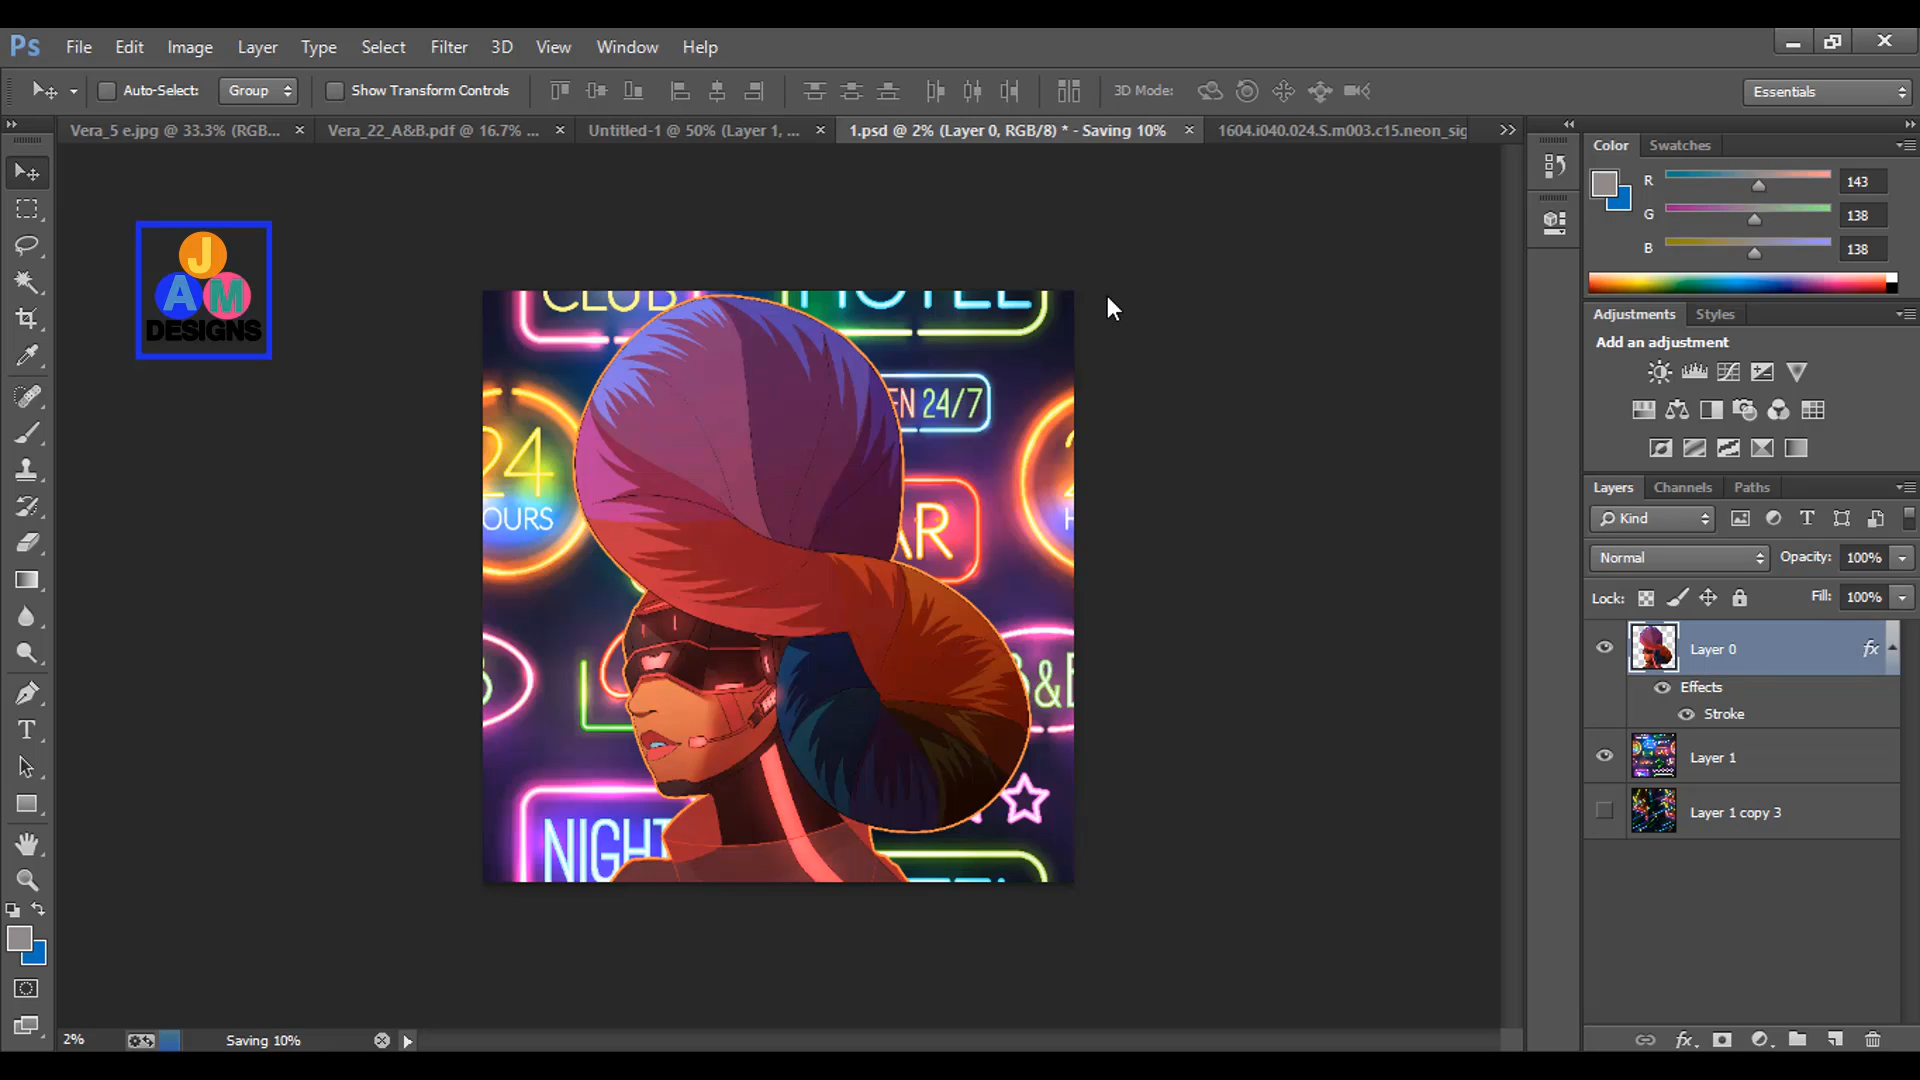 Ps File Edit Image Layer Type Select Filter 3D View Window Help
Auto-Select: Group Show Transform Controls 3D Mode: Essentials
Vera_5 e.jpg @ 33.3% (RGB... × Vera_22_A&B.pdf @ 16.7% ... × Untitled-1 @ 50% (Layer 1, ... × 1.psd @ 2% (Layer 0, RGB/8) * - Saving 10% × 1604.i040.024.S.m003.c15.neon_sig
Color Swatches
R 143
G 138
B 138
JAM
DESIGNS
CLUB HOTEL
EN 24/7
24
OURS
AR
&B
NIGHT
Adjustments Styles
Add an adjustment
Layers Channels Paths
Kind
Normal Opacity: 100%
Lock: Fill: 100%
Layer 0 fx
Effects
Stroke
Layer 1
Layer 1 copy 3
2% Saving 10%
fx